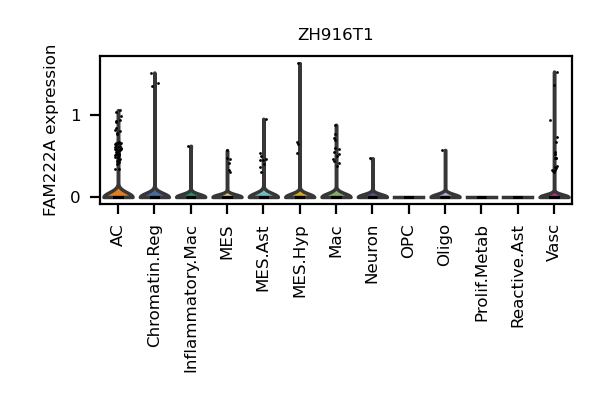 ZH916T1
FAM222A expression
1
0
AC
Chromatin.Reg
Inflammatory.Mac
MES
MES.Ast
MES.Hyp
Mac
Neuron
OPC
Oligo
Prolif.Metab
Reactive.Ast
Vasc